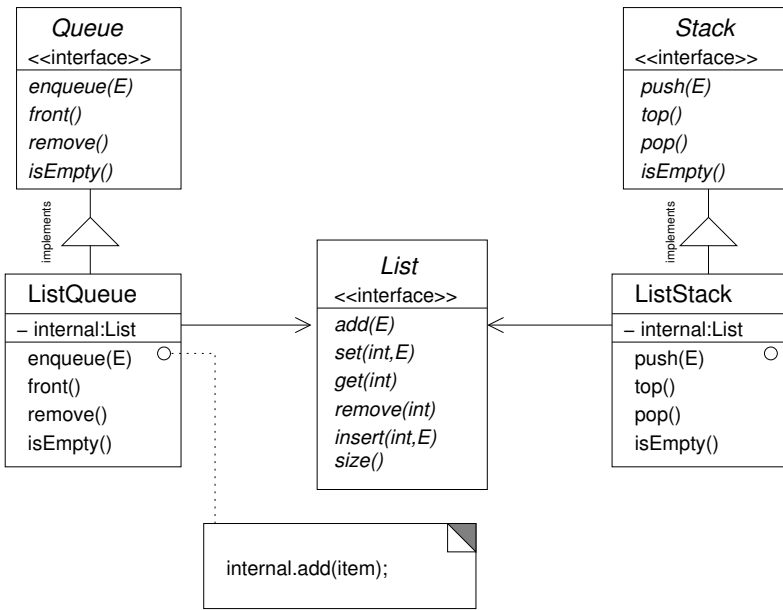 Queue
<<interface>>
enqueue(E)
front()
remove()
isEmpty()
implements
ListQueue
– internal:List
enqueue(E)
front()
remove()
isEmpty()
List
<<interface>>
add(E)
set(int,E)
get(int)
remove(int)
insert(int,E)
size()
Stack
<<interface>>
push(E)
top()
pop()
isEmpty()
implements
ListStack
– internal:List
push(E)
top()
pop()
isEmpty()
internal.add(item);